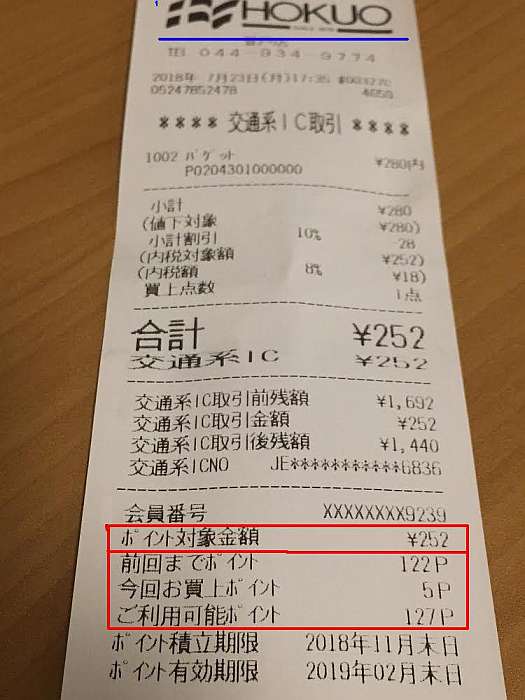 HOKUO
TEL 044-934-9774
2018年 7月23日(月)17:35
05247852478 4650
**** 交通系IC取引 ****
1002 バゲット ¥280内
P0204301000000
小計 ¥280
(値下対象 ¥280)
小計割引 10% -28
(内税対象額 ¥252)
(内税額 8% ¥18)
買上点数 1点
合計 ¥252
交通系IC ¥252
交通系IC取引前残額 ¥1,692
交通系IC取引金額 ¥252
交通系IC取引後残額 ¥1,440
交通系ICNO JE***********6836
会員番号 XXXXXXXX9239
ポイント対象金額 ¥252
前回までポイント 122P
今回お買上ポイント 5P
ご利用可能ポイント 127P
ポイント積立期限 2018年11月末日
ポイント有効期限 2019年02月末日